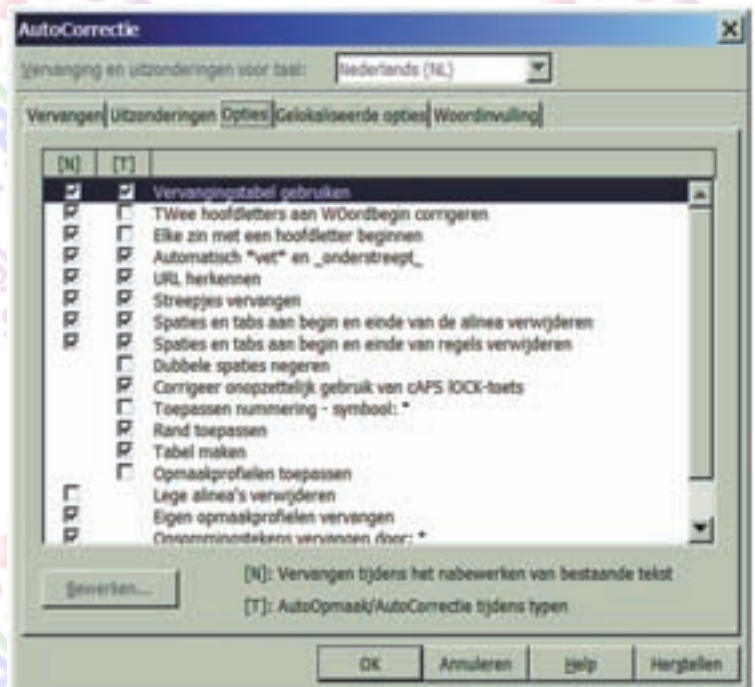 AutoCorrectie
Vervanging en uitzonderingen voor taal: Nederlands (NL)
Vervangen Uitzonderingen Opties Gelokaliseerde opties Woordinvulling
[N] [T]
Vervangingstabel gebruiken
TWee hoofdletters aan WOordbegin corrigeren
Elke zin met een hoofdletter beginnen
Automatisch *vet* en _onderstreept_
URL herkennen
Streepjes vervangen
Spaties en tabs aan begin en einde van de alinea verwijderen
Spaties en tabs aan begin en einde van regels verwijderen
Dubbele spaties negeren
Corrigeer onopzettelijk gebruik van cAPS lOCK-toets
Toepassen nummering - symbool: *
Rand toepassen
Tabel maken
Opmaakprofielen toepassen
Lege alinea's verwijderen
Eigen opmaakprofielen vervangen
Opsommingstekens vervangen door: *
Bewerken...
[N]: Vervangen tijdens het nabewerken van bestaande tekst
[T]: AutoOpmaak/AutoCorrectie tijdens typen
OK Annuleren Help Herstellen